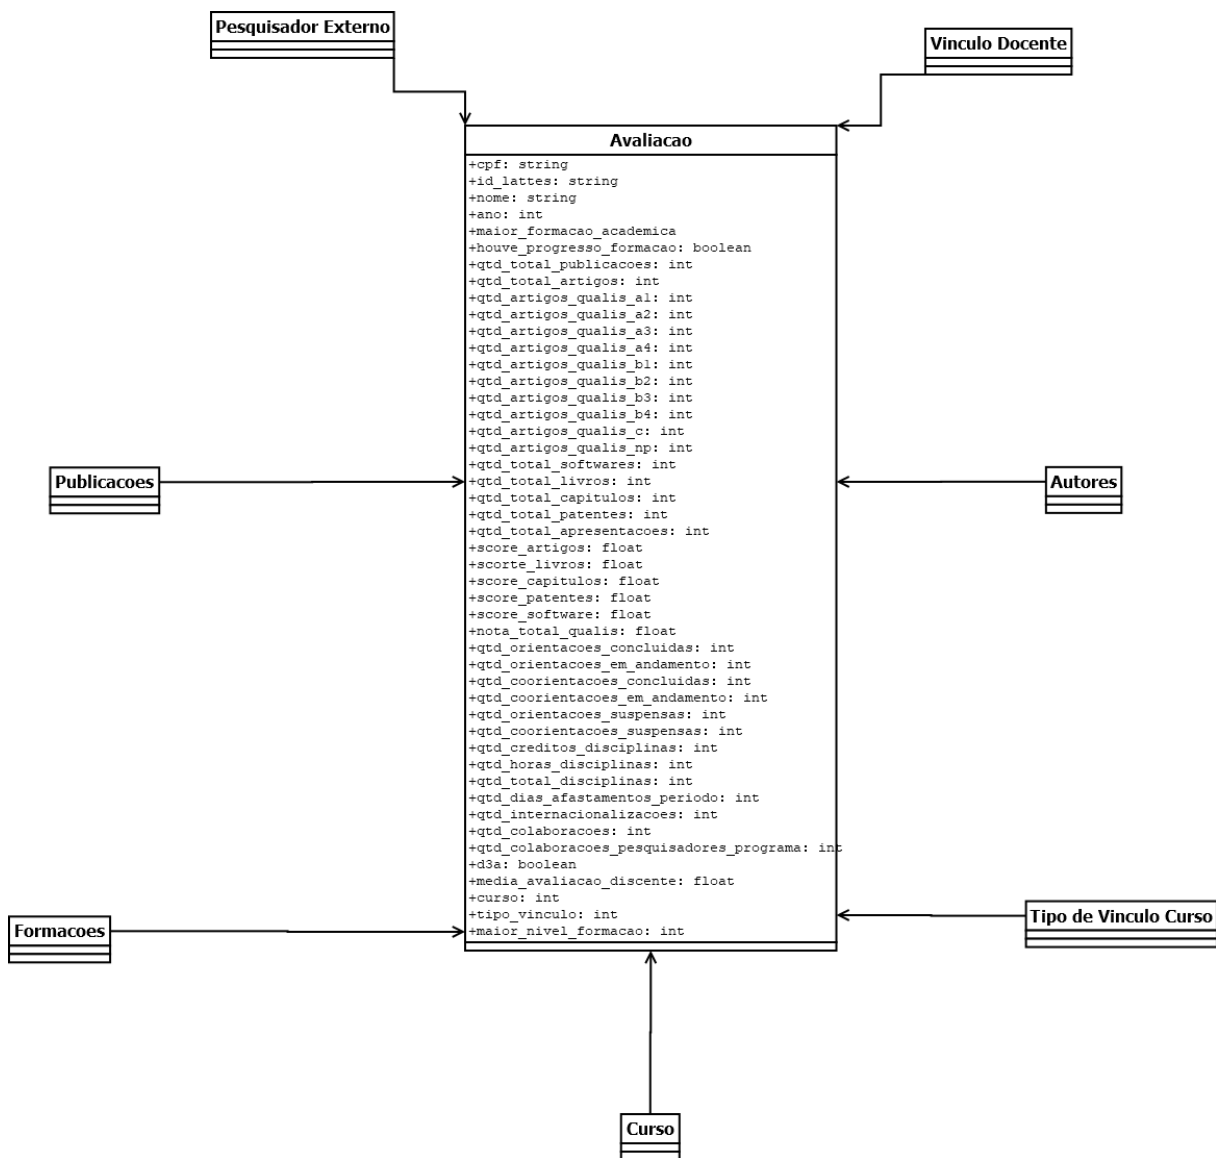 Pesquisador Externo
Vinculo Docente
Avaliacao
+cpf: string
+id_lattes: string
+nome: string
+ano: int
+maior_formacao_academica
+houve_progresso_formacao: boolean
+qtd_total_publicacoes: int
+qtd_total_artigos: int
+qtd_artigos_qualis_a1: int
+qtd_artigos_qualis_a2: int
+qtd_artigos_qualis_a3: int
+qtd_artigos_qualis_a4: int
+qtd_artigos_qualis_b1: int
+qtd_artigos_qualis_b2: int
+qtd_artigos_qualis_b3: int
+qtd_artigos_qualis_b4: int
+qtd_artigos_qualis_c: int
+qtd_artigos_qualis_np: int
+qtd_total_softwares: int
+qtd_total_livros: int
+qtd_total_capitulos: int
+qtd_total_patentes: int
+qtd_total_apresentacoes: int
+score_artigos: float
+scorte_livros: float
+score_capitulos: float
+score_patentes: float
+score_software: float
+nota_total_qualis: float
+qtd_orientacoes_concluidas: int
+qtd_orientacoes_em_andamento: int
+qtd_coorientacoes_concluidas: int
+qtd_coorientacoes_em_andamento: int
+qtd_orientacoes_suspensas: int
+qtd_coorientacoes_suspensas: int
+qtd_creditos_disciplinas: int
+qtd_horas_disciplinas: int
+qtd_total_disciplinas: int
+qtd_dias_afastamentos_periodo: int
+qtd_internacionalizacoes: int
+qtd_colaboracoes: int
+qtd_colaboracoes_pesquisadores_programa: int
+d3a: boolean
+media_avaliacao_discente: float
+curso: int
+tipo_vinculo: int
+maior_nivel_formacao: int
Publicacoes
Autores
Formacoes
Tipo de Vinculo Curso
Curso